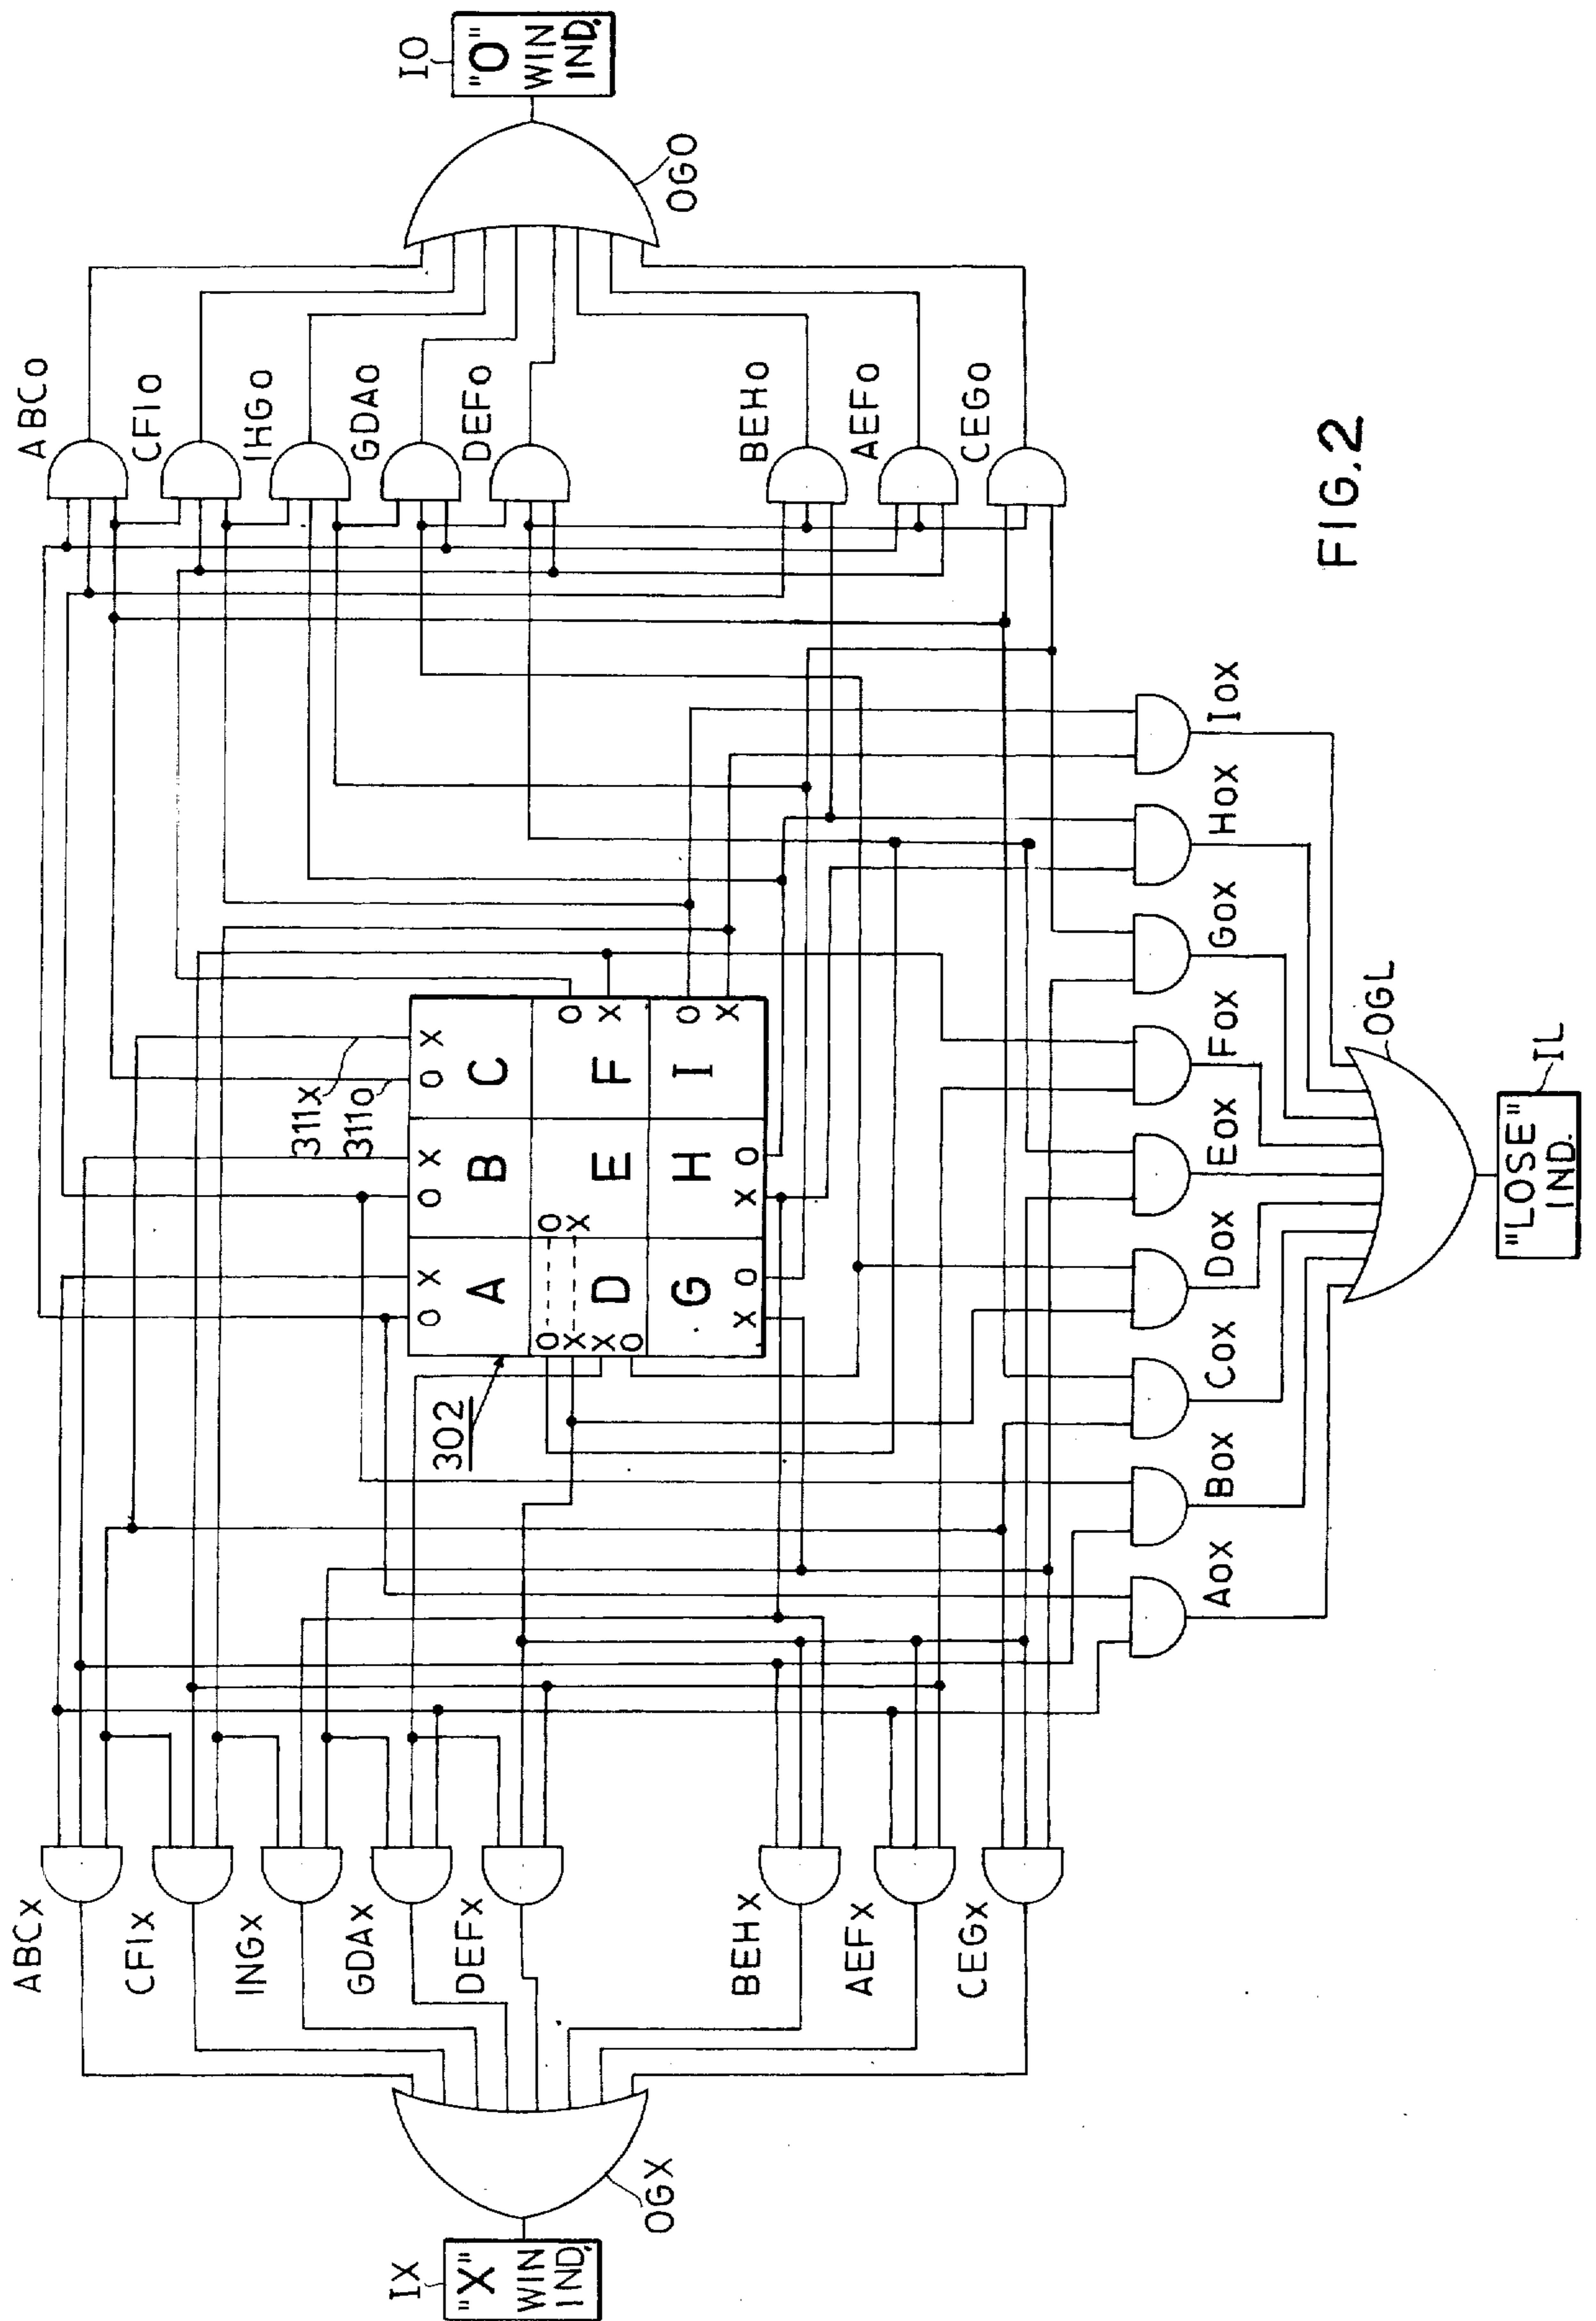 IX
"X"
WIN
IND.
OGX
ABCx
CFIx
INGx
GDAx
DEFx
BEHx
AEFx
CEGx
302
311x
311o
O X O X O X
A B C
O
X
O
X
X
O
O
X
D E F
O
X
G H I
X O X O
ABCo
CFIo
IHGo
GDAo
DEFo
BEHo
AEFo
CEGo
OGO
IO
"O"
WIN
IND.
Aox
Box
Cox
Dox
Eox
Fox
Gox
Hox
Iox
OGL
IL
"LOSE"
IND.
FIG.2